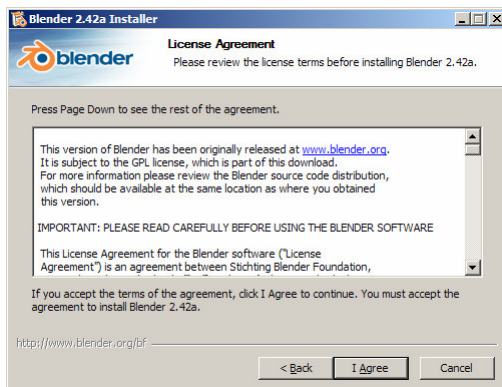 Blender 2.42a Installer
blender
License Agreement
Please review the license terms before installing Blender 2.42a.
Press Page Down to see the rest of the agreement.
This version of Blender has been originally released at www.blender.org.
It is subject to the GPL license, which is part of this download.
For more information please review the Blender source code distribution,
which should be available at the same location as where you obtained
this version.
IMPORTANT: PLEASE READ CAREFULLY BEFORE USING THE BLENDER SOFTWARE
This License Agreement for the Blender software ("License
Agreement") is an agreement between Stichting Blender Foundation,
If you accept the terms of the agreement, click I Agree to continue. You must accept the
agreement to install Blender 2.42a.
http://www.blender.org/bf
< Back
I Agree
Cancel